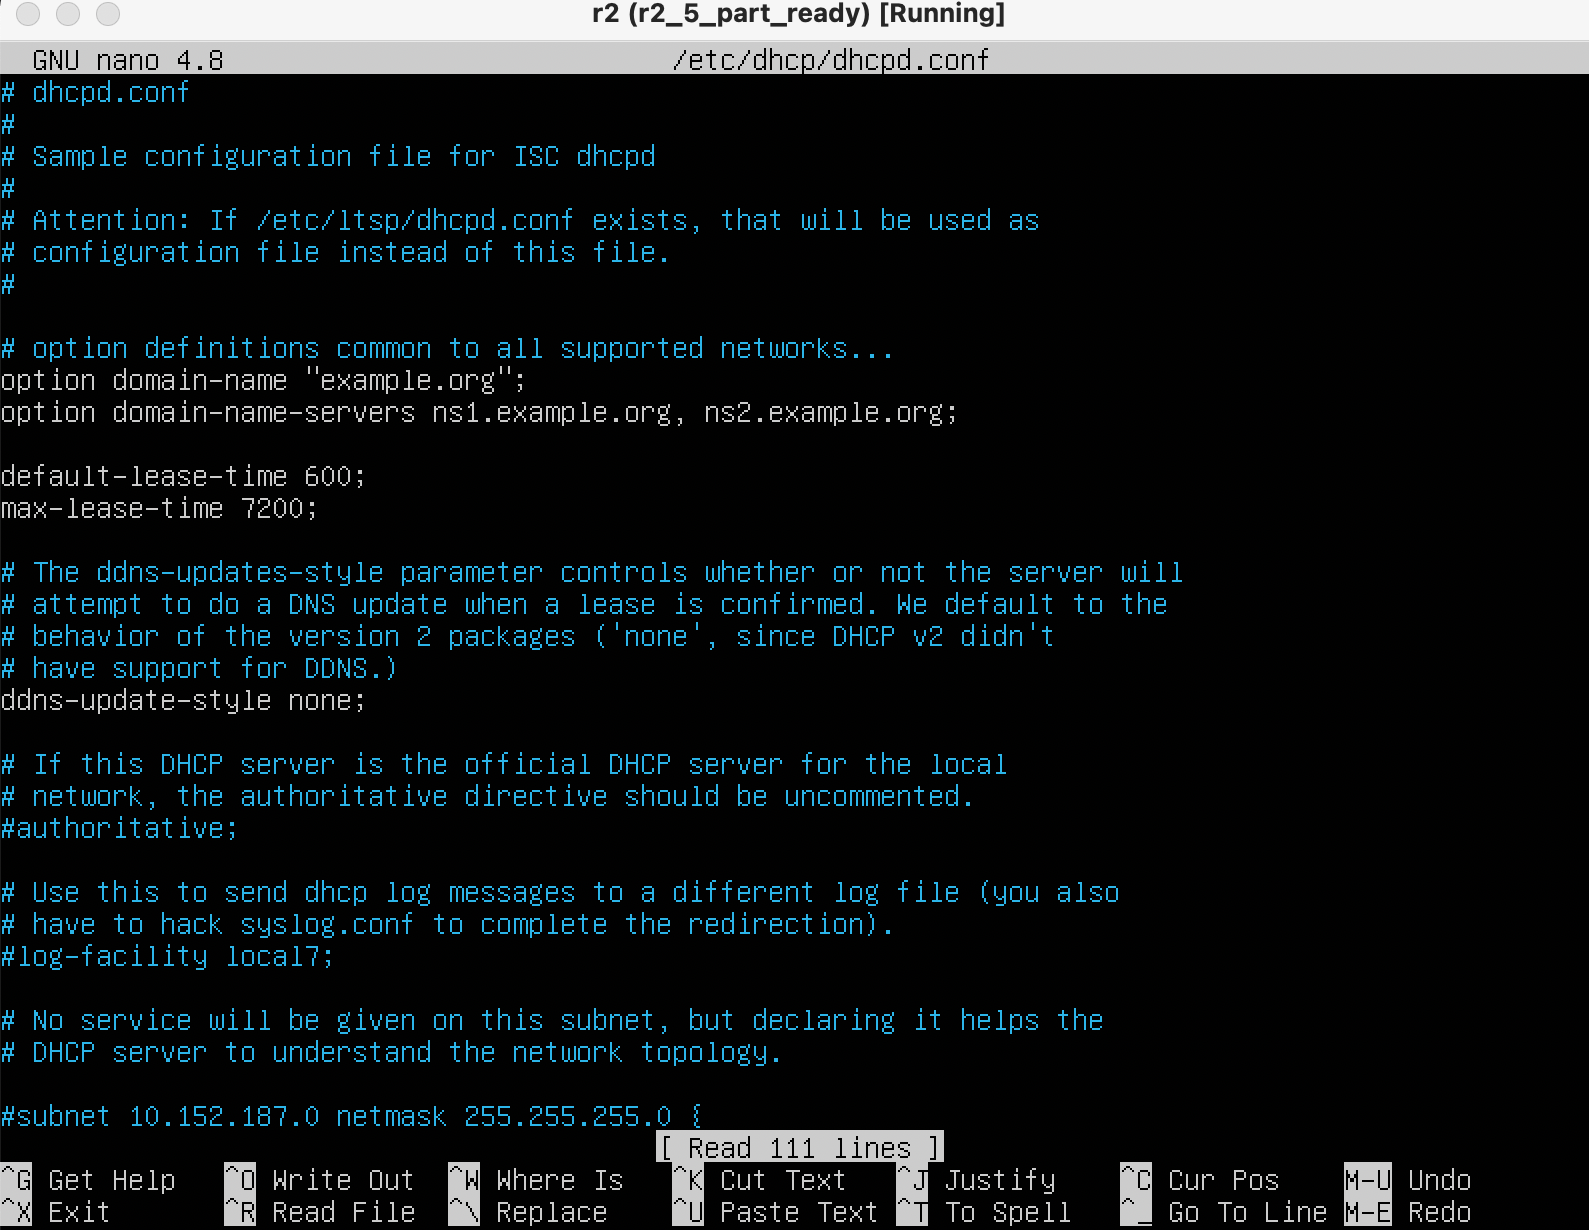 r2 (r2_5_part_ready) [Running]
GNU nano 4.8 /etc/dhcp/dhcpd.conf
# dhcpd.conf
#
# Sample configuration file for ISC dhcpd
#
# Attention: If /etc/ltsp/dhcpd.conf exists, that will be used as
# configuration file instead of this file.
#
# option definitions common to all supported networks...
option domain-name "example.org";
option domain-name-servers ns1.example.org, ns2.example.org;
default-lease-time 600;
max-lease-time 7200;
# The ddns-updates-style parameter controls whether or not the server will
# attempt to do a DNS update when a lease is confirmed. We default to the
# behavior of the version 2 packages ('none', since DHCP v2 didn't
# have support for DDNS.)
ddns-update-style none;
# If this DHCP server is the official DHCP server for the local
# network, the authoritative directive should be uncommented.
#authoritative;
# Use this to send dhcp log messages to a different log file (you also
# have to hack syslog.conf to complete the redirection).
#log-facility local7;
# No service will be given on this subnet, but declaring it helps the
# DHCP server to understand the network topology.
#subnet 10.152.187.0 netmask 255.255.255.0 {
[ Read 111 lines ]
^G Get Help ^O Write Out ^W Where Is ^K Cut Text ^J Justify ^C Cur Pos M-U Undo
^X Exit ^R Read File ^\ Replace ^U Paste Text ^T To Spell ^_ Go To Line M-E Redo